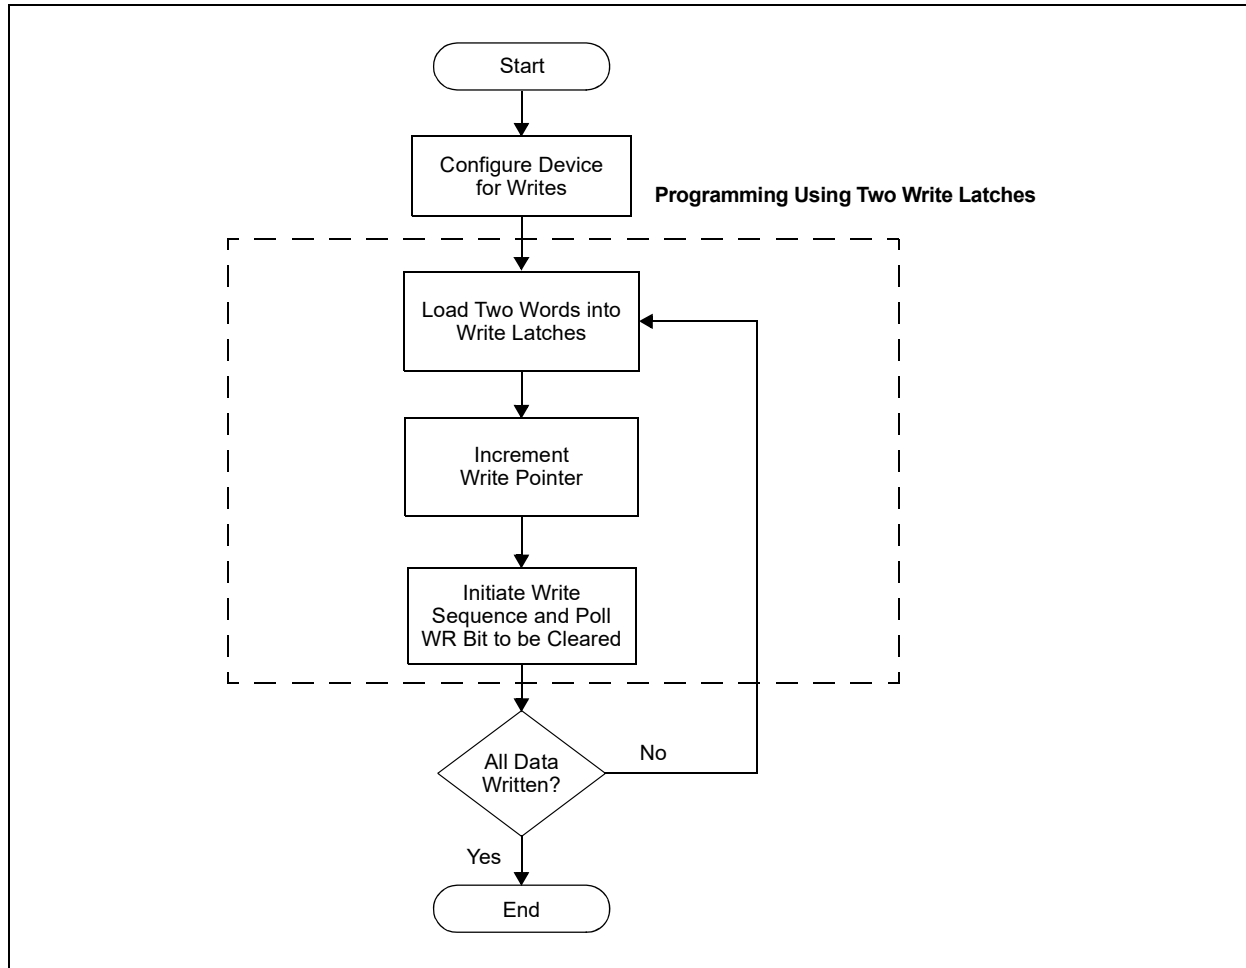 Start
Configure Device
for Writes
Programming Using Two Write Latches
Load Two Words into
Write Latches
Increment
Write Pointer
Initiate Write
Sequence and Poll
WR Bit to be Cleared
All Data
Written?
No
Yes
End